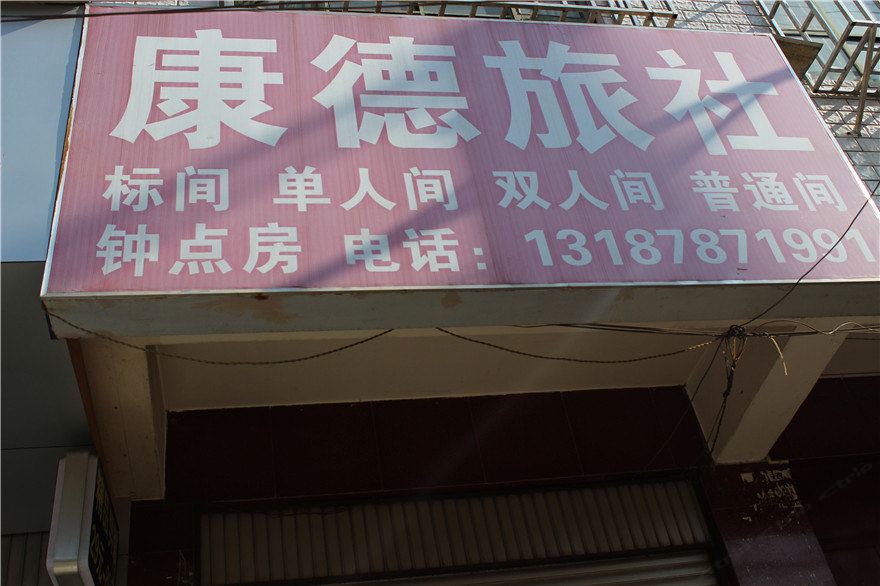 康德旅社
标间 单人间 双人间 普通间
钟点房 电话：13187871991